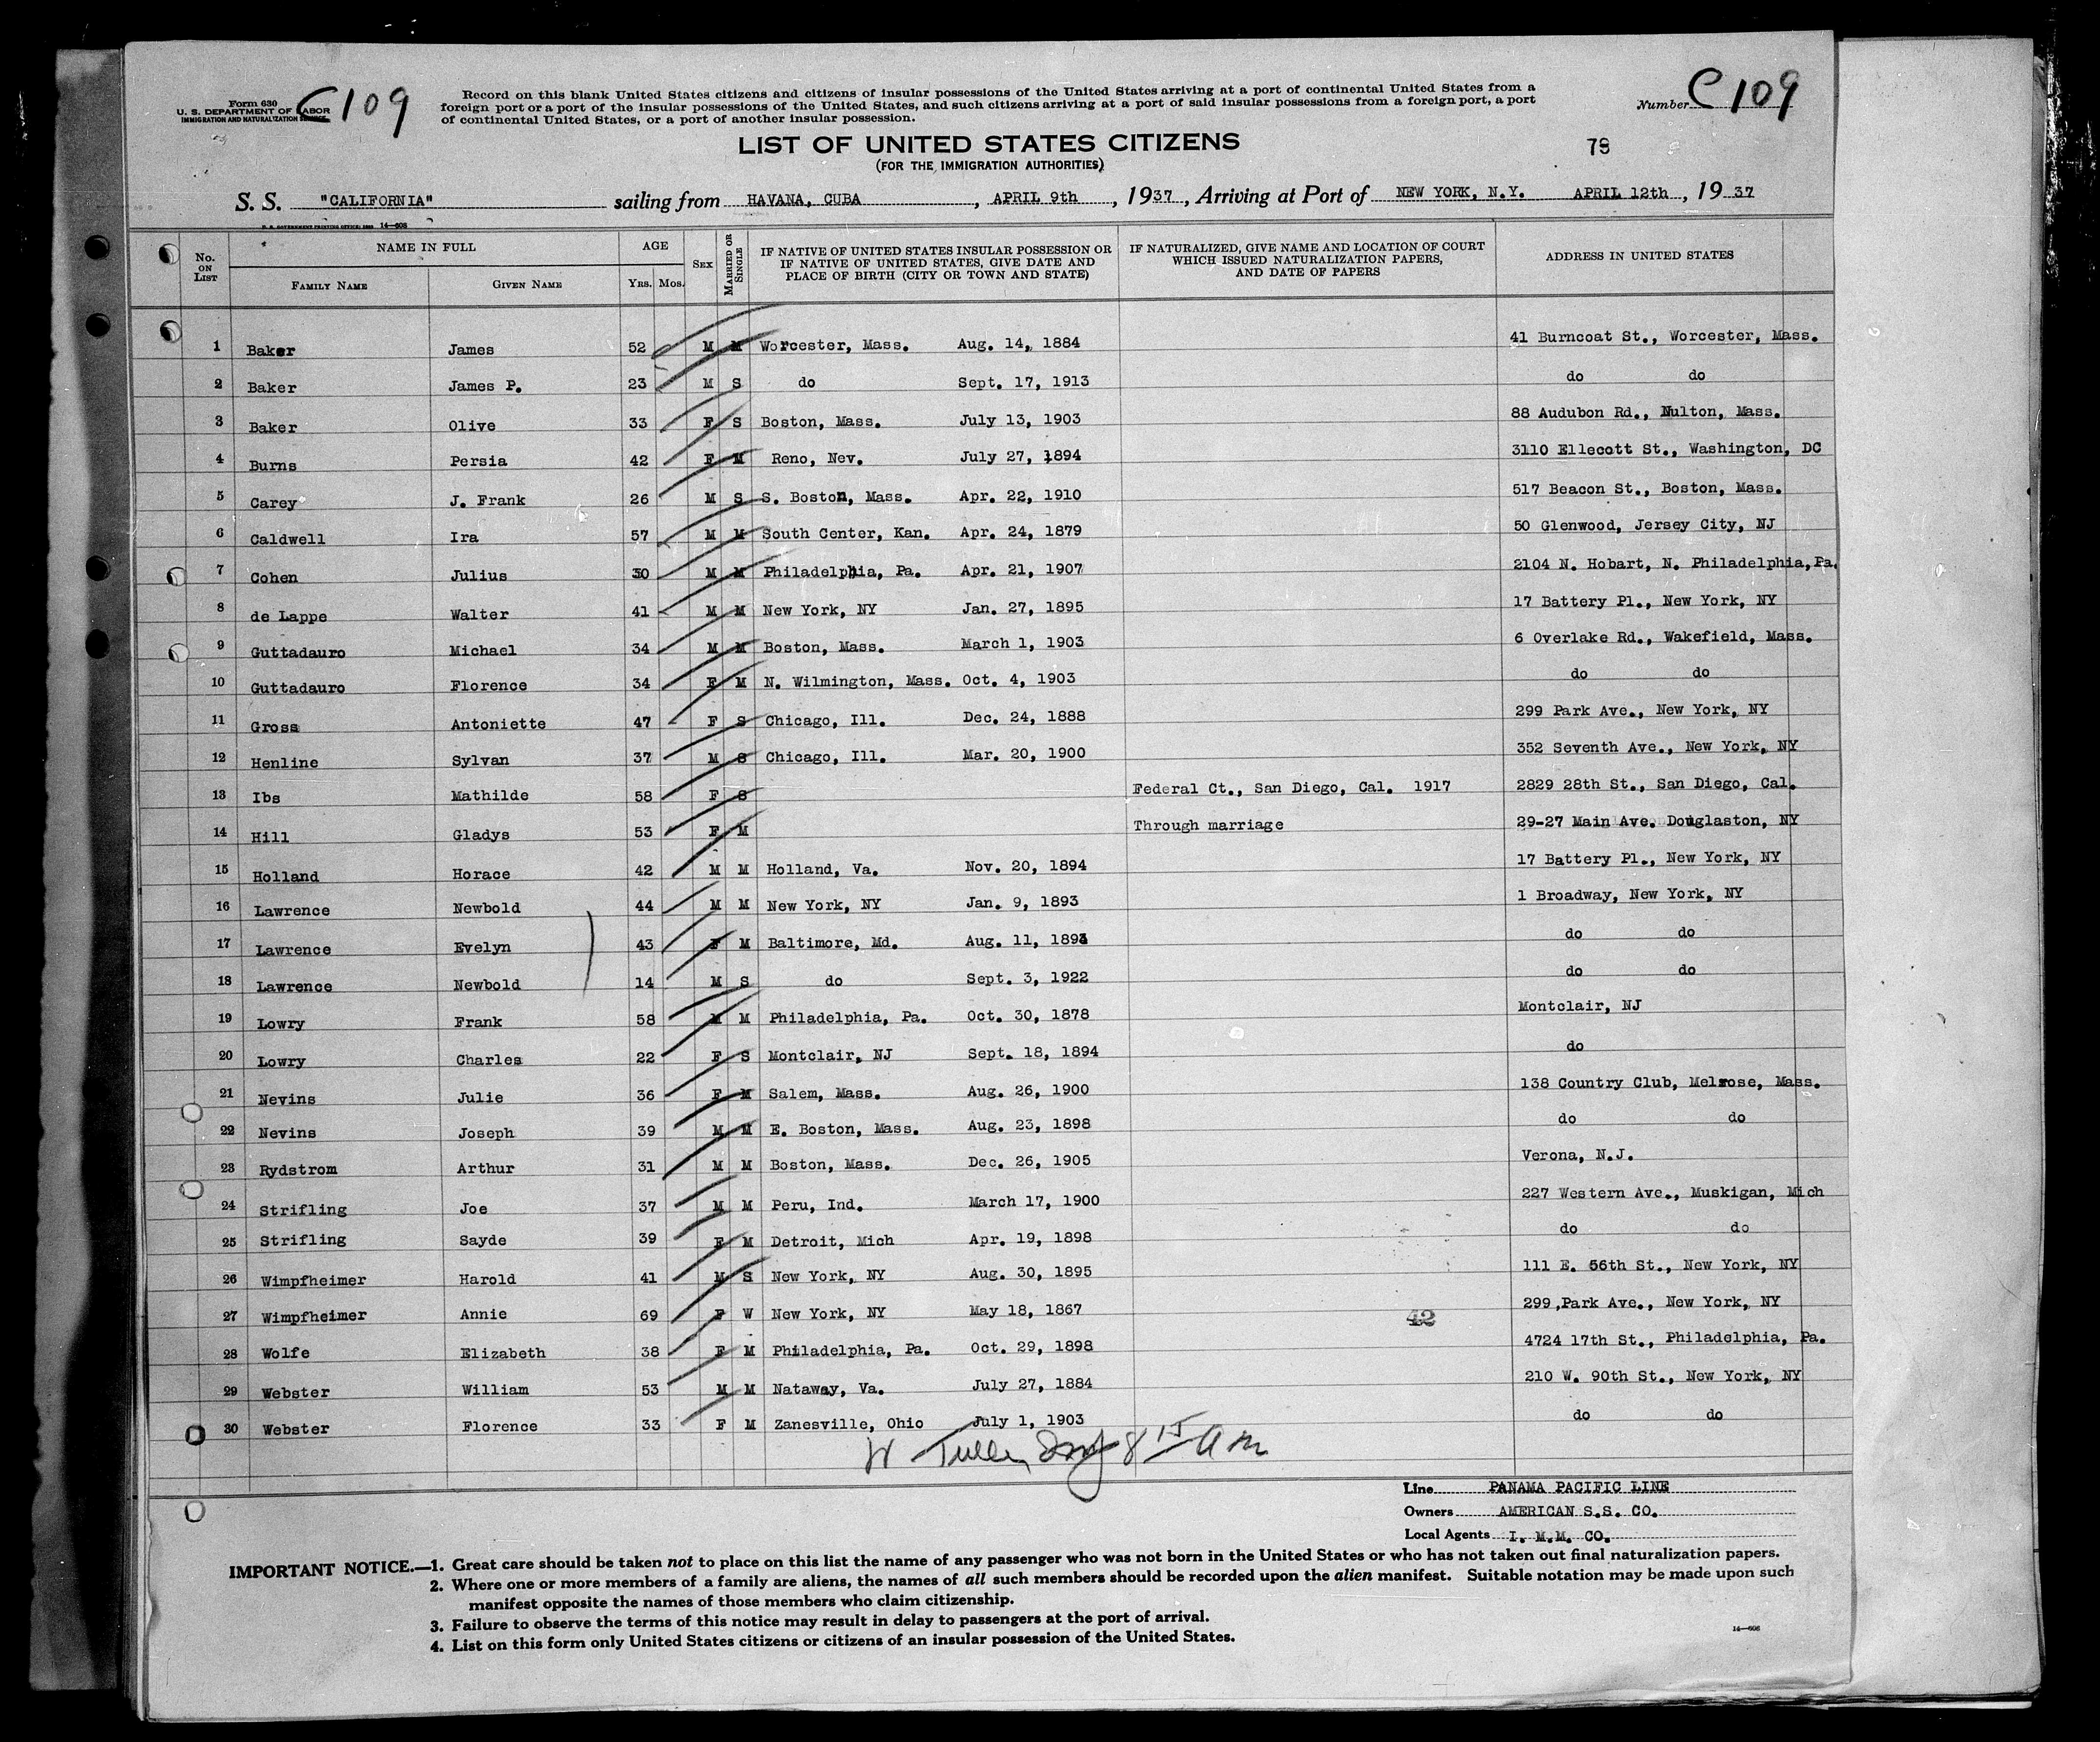 Form 630
U. S. DEPARTMENT OF LABOR
IMMIGRATION AND NATURALIZATION SERVICE
C109
Record on this blank United States citizens and citizens of insular possessions of the United States arriving at a port of continental United States from a
foreign port or a port of the insular possessions of the United States, and such citizens arriving at a port of said insular possessions from a foreign port, a port
of continental United States, or a port of another insular possession.
Number C109
LIST OF UNITED STATES CITIZENS
(FOR THE IMMIGRATION AUTHORITIES)
79
S. S. "CALIFORNIA" sailing from HAVANA, CUBA, APRIL 9th, 1937, Arriving at Port of NEW YORK, N.Y. APRIL 12th, 1937
14—608
No. ON LIST NAME IN FULL FAMILY NAME GIVEN NAME AGE YRS. MOS. SEX MARRIED OR SINGLE IF NATIVE OF UNITED STATES INSULAR POSSESSION OR IF NATIVE OF UNITED STATES, GIVE DATE AND PLACE OF BIRTH (CITY OR TOWN AND STATE) IF NATURALIZED, GIVE NAME AND LOCATION OF COURT WHICH ISSUED NATURALIZATION PAPERS, AND DATE OF PAPERS ADDRESS IN UNITED STATES
1 Baker James 52 M M Worcester, Mass. Aug. 14, 1884 41 Burncoat St., Worcester, Mass.
2 Baker James P. 23 M S do Sept. 17, 1913 do do
3 Baker Olive 33 F S Boston, Mass. July 13, 1903 88 Audubon Rd., Nulton, Mass.
4 Burns Persia 42 F M Reno, Nev. July 27, 1894 3110 Ellecott St., Washington, DC
5 Carey J. Frank 26 M S S. Boston, Mass. Apr. 22, 1910 517 Beacon St., Boston, Mass.
6 Caldwell Ira 57 M M South Center, Kan. Apr. 24, 1879 50 Glenwood, Jersey City, NJ
7 Cohen Julius 30 M M Philadelphia, Pa. Apr. 21, 1907 2104 N. Hobart, N. Philadelphia, Pa.
8 de Lappe Walter 41 M M New York, NY Jan. 27, 1895 17 Battery Pl., New York, NY
9 Guttadauro Michael 34 M M Boston, Mass. March 1, 1903 6 Overlake Rd., Wakefield, Mass.
10 Guttadauro Florence 34 F M N. Wilmington, Mass. Oct. 4, 1903 do do
11 Gross Antoniette 47 F S Chicago, Ill. Dec. 24, 1888 299 Park Ave., New York, NY
12 Henline Sylvan 37 M S Chicago, Ill. Mar. 20, 1900 352 Seventh Ave., New York, NY
13 Ibs Mathilde 58 F S Federal Ct., San Diego, Cal. 1917 2829 28th St., San Diego, Cal.
14 Hill Gladys 53 F M Through marriage 29-27 Main Ave. Douglaston, NY
15 Holland Horace 42 M M Holland, Va. Nov. 20, 1894 17 Battery Pl., New York, NY
16 Lawrence Newbold 44 M M New York, NY Jan. 9, 1893 1 Broadway, New York, NY
17 Lawrence Evelyn 43 F M Baltimore, Md. Aug. 11, 1893 do do
18 Lawrence Newbold 14 M S do Sept. 3, 1922 do do
19 Lowry Frank 58 M M Philadelphia, Pa. Oct. 30, 1878 Montclair, NJ
20 Lowry Charles 22 F S Montclair, NJ Sept. 18, 1894 do
21 Nevins Julie 36 F M Salem, Mass. Aug. 26, 1900 138 Country Club, Melrose, Mass.
22 Nevins Joseph 39 M M E. Boston, Mass. Aug. 23, 1898 do do
23 Rydstrom Arthur 31 M M Boston, Mass. Dec. 26, 1905 Verona, N.J.
24 Strifling Joe 37 M M Peru, Ind. March 17, 1900 227 Western Ave., Muskigan, Mich
25 Strifling Sayde 39 F M Detroit, Mich Apr. 19, 1898 do do
26 Wimpfheimer Harold 41 M S New York, NY Aug. 30, 1895 111 E. 56th St., New York, NY
27 Wimpfheimer Annie 69 F W New York, NY May 18, 1867 42 299 Park Ave., New York, NY
28 Wolfe Elizabeth 38 F M Philadelphia, Pa. Oct. 29, 1898 4724 17th St., Philadelphia, Pa.
29 Webster William 53 M M Nataway, Va. July 27, 1884 210 W. 90th St., New York, NY
30 Webster Florence 33 F M Zanesville, Ohio July 1, 1903 do do
8 15 am
Line PANAMA PACIFIC LINE
Owners AMERICAN S.S. CO.
Local Agents I. M.M. CO.
IMPORTANT NOTICE.—1. Great care should be taken not to place on this list the name of any passenger who was not born in the United States or who has not taken out final naturalization papers.
2. Where one or more members of a family are aliens, the names of all such members should be recorded upon the alien manifest. Suitable notation may be made upon such
manifest opposite the names of those members who claim citizenship.
3. Failure to observe the terms of this notice may result in delay to passengers at the port of arrival.
4. List on this form only United States citizens or citizens of an insular possession of the United States.
14—608